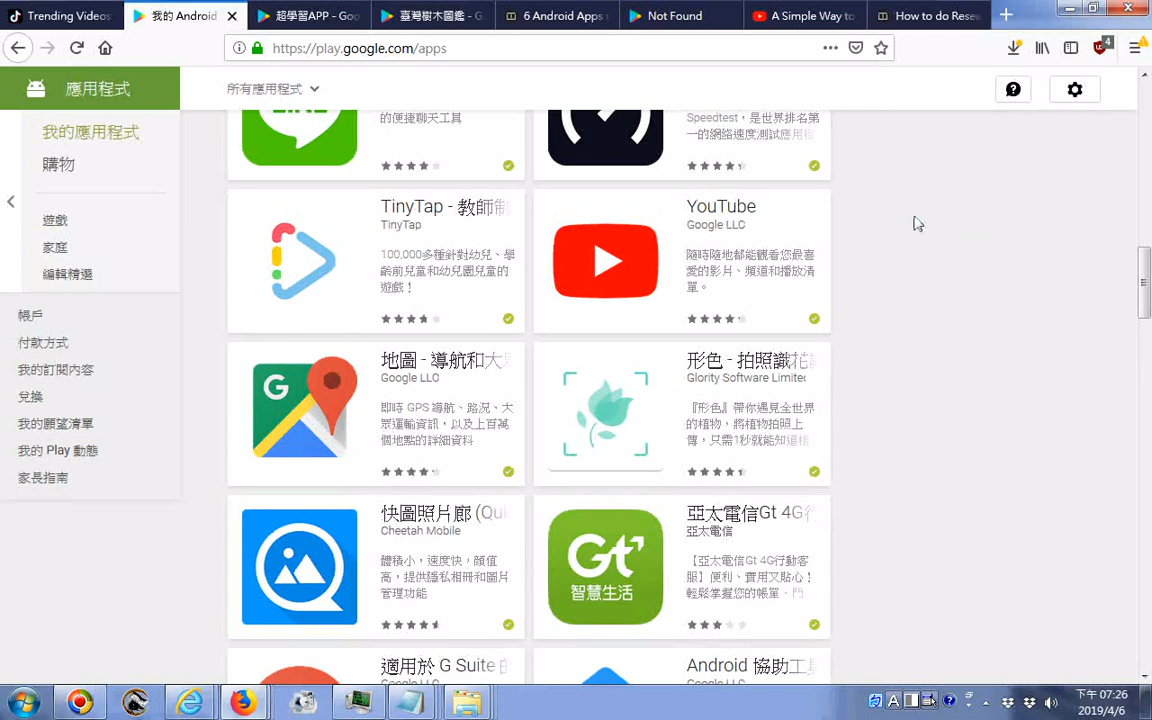 Trending Videos
我的 Android
超學習APP - Goo
臺灣樹木圖鑑 - G
6 Android Apps
Not Found
A Simple Way to
How to do Rese
https://play.google.com/apps
4
應用程式
所有應用程式
我的應用程式
購物
遊戲
家庭
編輯精選
帳戶
付款方式
我的訂閱內容
兌換
我的願望清單
我的 Play 動態
家長指南
的便捷聊天工具
Speedtest，是世界排名第
一的網絡速度測試應用
TinyTap - 教師制
TinyTap
100,000多種針對幼兒、學
齡前兒童和幼兒園兒童的
遊戲！
YouTube
Google LLC
隨時隨地都能觀看您最喜
愛的影片、頻道和播放清
單。
地圖 - 導航和大
Google LLC
即時 GPS 導航、路況、大
眾運輸資訊，以及上百萬
個地點的詳細資料
形色 - 拍照識花
Glority Software Limited
『形色』帶你遇見全世界
的植物，將植物拍照上
傳，只需1秒就能知道植
快圖照片廊 (Qui
Cheetah Mobile
體積小，速度快，顏值
高，提供隱私相冊和圖片
管理功能
Gt
智慧生活
亞太電信Gt 4G行
亞太電信
【亞太電信Gt 4G行動客
服】便利、實用又貼心！
輕鬆掌握您的帳單、門
適用於 G Suite 的
Android 協助工具
下午 07:26
2019/4/6